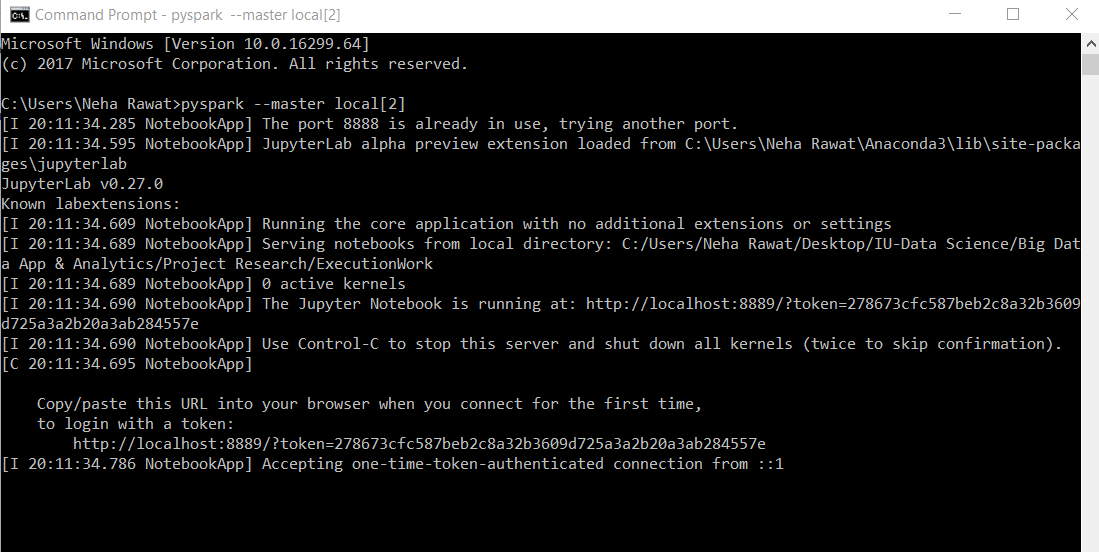 Command Prompt - pyspark --master local[2]
Microsoft Windows [Version 10.0.16299.64]
(c) 2017 Microsoft Corporation. All rights reserved.
C:\Users\Neha Rawat>pyspark --master local[2]
[I 20:11:34.285 NotebookApp] The port 8888 is already in use, trying another port.
[I 20:11:34.595 NotebookApp] JupyterLab alpha preview extension loaded from C:\Users\Neha Rawat\Anaconda3\lib\site-packa
ges\jupyterlab
JupyterLab v0.27.0
Known labextensions:
[I 20:11:34.609 NotebookApp] Running the core application with no additional extensions or settings
[I 20:11:34.689 NotebookApp] Serving notebooks from local directory: C:/Users/Neha Rawat/Desktop/IU-Data Science/Big Dat
a App & Analytics/Project Research/ExecutionWork
[I 20:11:34.689 NotebookApp] 0 active kernels
[I 20:11:34.690 NotebookApp] The Jupyter Notebook is running at: http://localhost:8889/?token=278673cfc587beb2c8a32b3609
d725a3a2b20a3ab284557e
[I 20:11:34.690 NotebookApp] Use Control-C to stop this server and shut down all kernels (twice to skip confirmation).
[C 20:11:34.695 NotebookApp]
Copy/paste this URL into your browser when you connect for the first time,
to login with a token:
http://localhost:8889/?token=278673cfc587beb2c8a32b3609d725a3a2b20a3ab284557e
[I 20:11:34.786 NotebookApp] Accepting one-time-token-authenticated connection from ::1